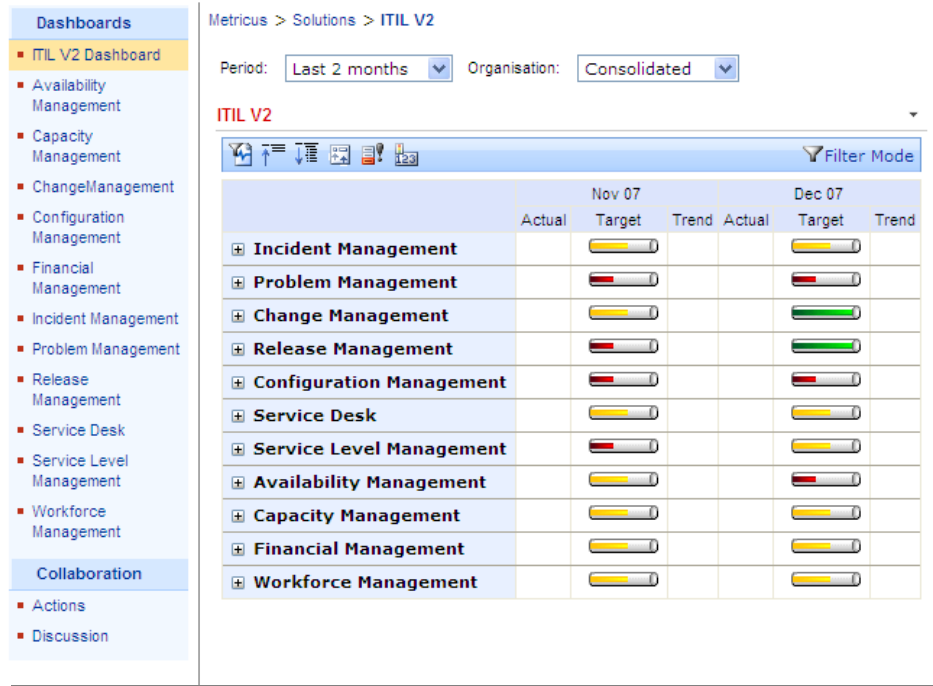 Dashboards
ITIL V2 Dashboard
Availability
Management
Capacity
Management
ChangeManagement
Configuration
Management
Financial
Management
Incident Management
Problem Management
Release
Management
Service Desk
Service Level
Management
Workforce
Management
Collaboration
Actions
Discussion
Metricus > Solutions > ITIL V2
Period: Last 2 months Organisation: Consolidated
ITIL V2
123 Filter Mode
Nov 07 Dec 07
Actual Target Trend Actual Target Trend
Incident Management
Problem Management
Change Management
Release Management
Configuration Management
Service Desk
Service Level Management
Availability Management
Capacity Management
Financial Management
Workforce Management